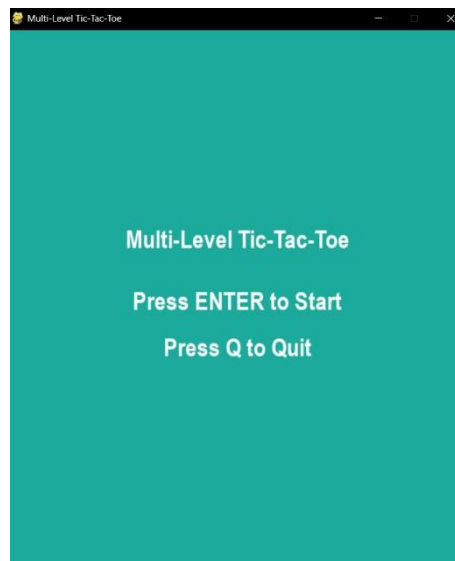 Multi-Level Tic-Tac-Toe
Multi-Level Tic-Tac-Toe
Press ENTER to Start
Press Q to Quit